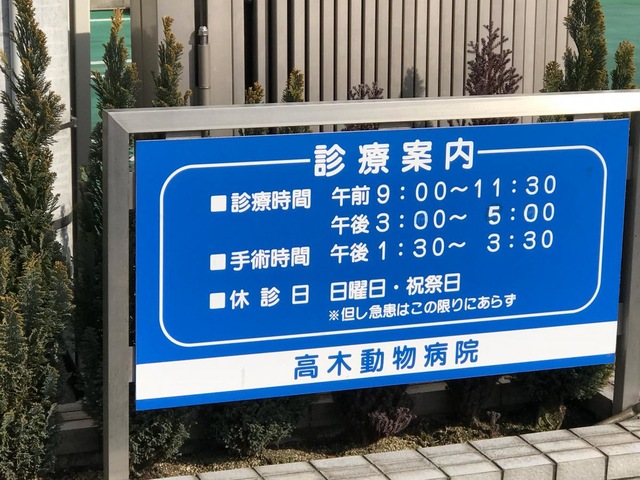 診療案内
■診療時間 午前9：00～11：30
午後3：00～ 5：00
■手術時間 午後1：30～ 3：30
■休診日 日曜日・祝祭日
※但し急患はこの限りにあらず
高木動物病院